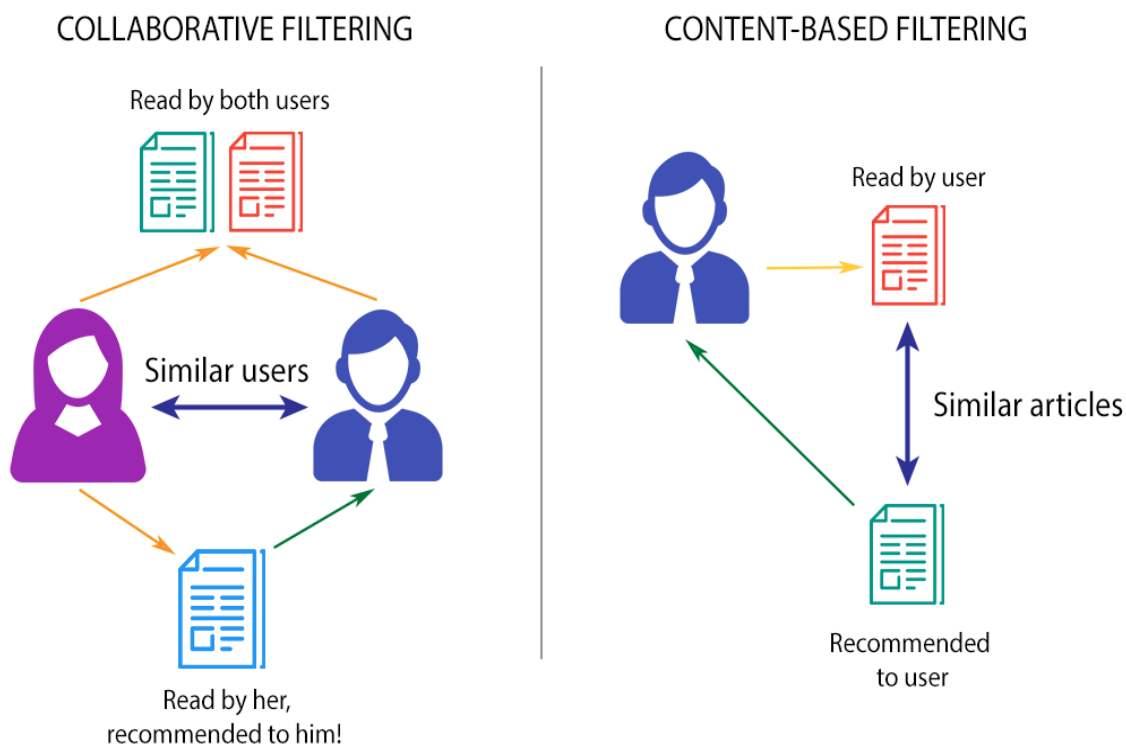 COLLABORATIVE FILTERING
Read by both users
Similar users
Read by her,
recommended to him!
CONTENT-BASED FILTERING
Read by user
Similar articles
Recommended
to user